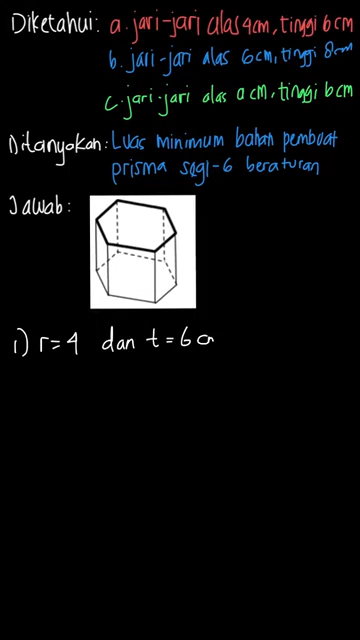 Diketahui: a. jari-jari alas 4cm, tinggi 6cm
b. jari-jari alas 6cm, tinggi 8cm
c. jari-jari alas a cm, tinggi b cm
Ditanyakan: Luas minimum bahan pembuat
prisma segi-6 beraturan
Jawab:
1) r=4 dan t=6 c